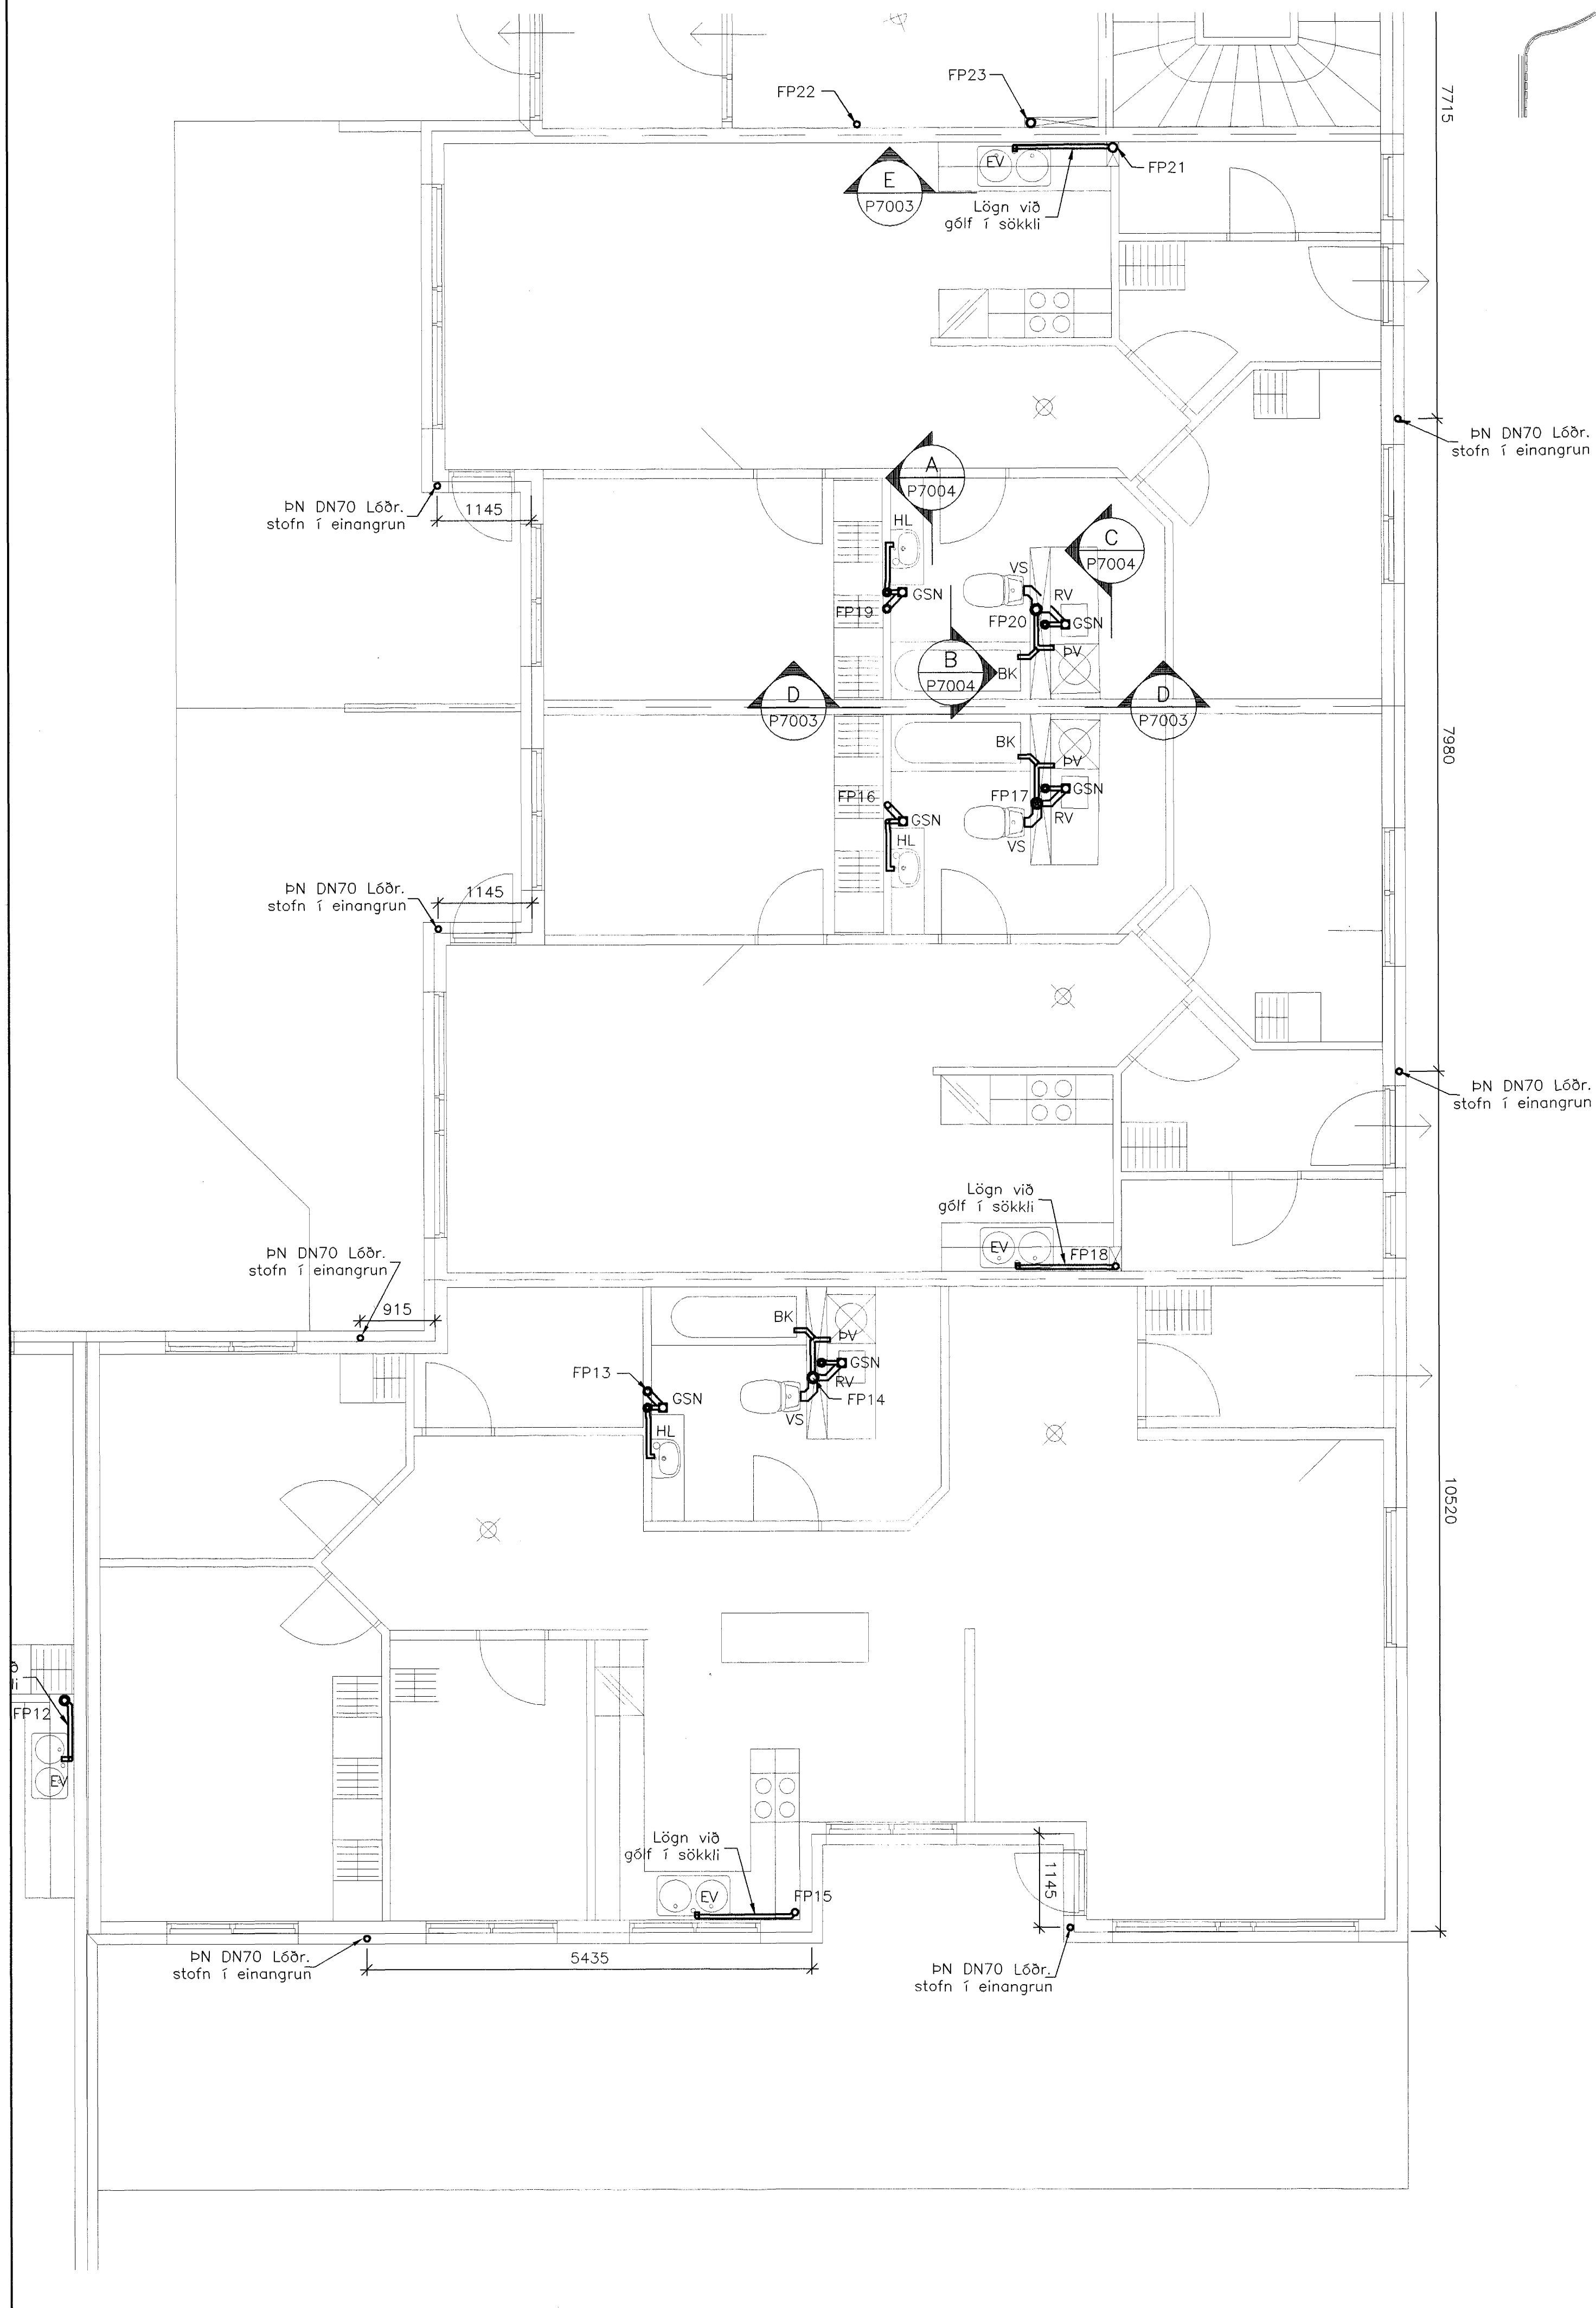 7715
FP23
FP22
FP21
EV
E
P7003
Lögn við
gólf í sökkli
ÞN DN70 Lóðr.
stofn í einangrun
ÞN DN70 Lóðr.
stofn í einangrun
1145
A
P7004
HL
C
P7004
VS
RV
GSN
FP19
FP20
GSN
ÞV
B
P7004
BK
D
P7003
D
P7003
7980
BK
ÞV
FP16
FP17
GSN
GSN
RV
HL
VS
ÞN DN70 Lóðr.
stofn í einangrun
1145
ÞN DN70 Lóðr.
stofn í einangrun
Lögn við
gólf í sökkli
EV
FP18
ÞN DN70 Lóðr.
stofn í einangrun
915
BK
ÞV
GSN
FP13
GSN
RV
FP14
VS
HL
10520
ð
li
FP12
EV
Lögn við
gólf í sökkli
EV
FP15
1145
ÞN DN70 Lóðr.
stofn í einangrun
5435
ÞN DN70 Lóðr.
stofn í einangrun